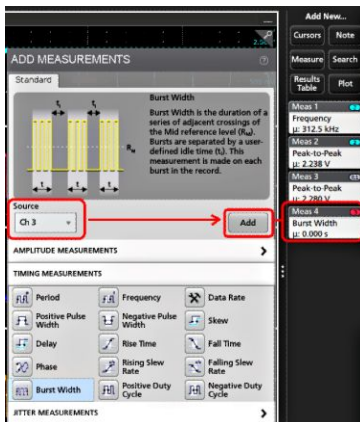 Add New...
Cursors Note
Measure Search
Results Table Plot
ADD MEASUREMENTS
Standard
Burst Width
Burst Width is the duration of a
series of adjacent crossings of
the Mid reference level (RM).
Bursts are separated by a user-
defined idle time (tI). This
measurement is made on each
burst in the record.
Source
Ch 3
Add
AMPLITUDE MEASUREMENTS
TIMING MEASUREMENTS
Period Frequency Data Rate
Positive Pulse Width Negative Pulse Width Skew
Delay Rise Time Fall Time
Phase Rising Slew Rate Falling Slew Rate
Burst Width Positive Duty Cycle Negative Duty Cycle
JITTER MEASUREMENTS
Meas 1
Frequency
μ: 312.5 kHz
Meas 2
Peak-to-Peak
μ: 2.238 V
Meas 3
Peak-to-Peak
μ: 2.280 V
Meas 4
Burst Width
μ: 0.000 s